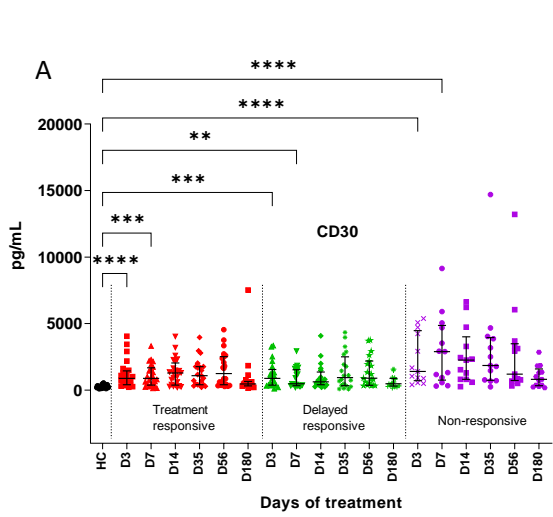 A
****
****
**
***
***
****
CD30
pg/mL
20000
15000
10000
5000
0
Treatment
responsive
Delayed
responsive
Non-responsive
HC
D3
D7
D14
D35
D56
D180
D3
D7
D14
D35
D56
D180
D3
D7
D14
D35
D56
D180
Days of treatment